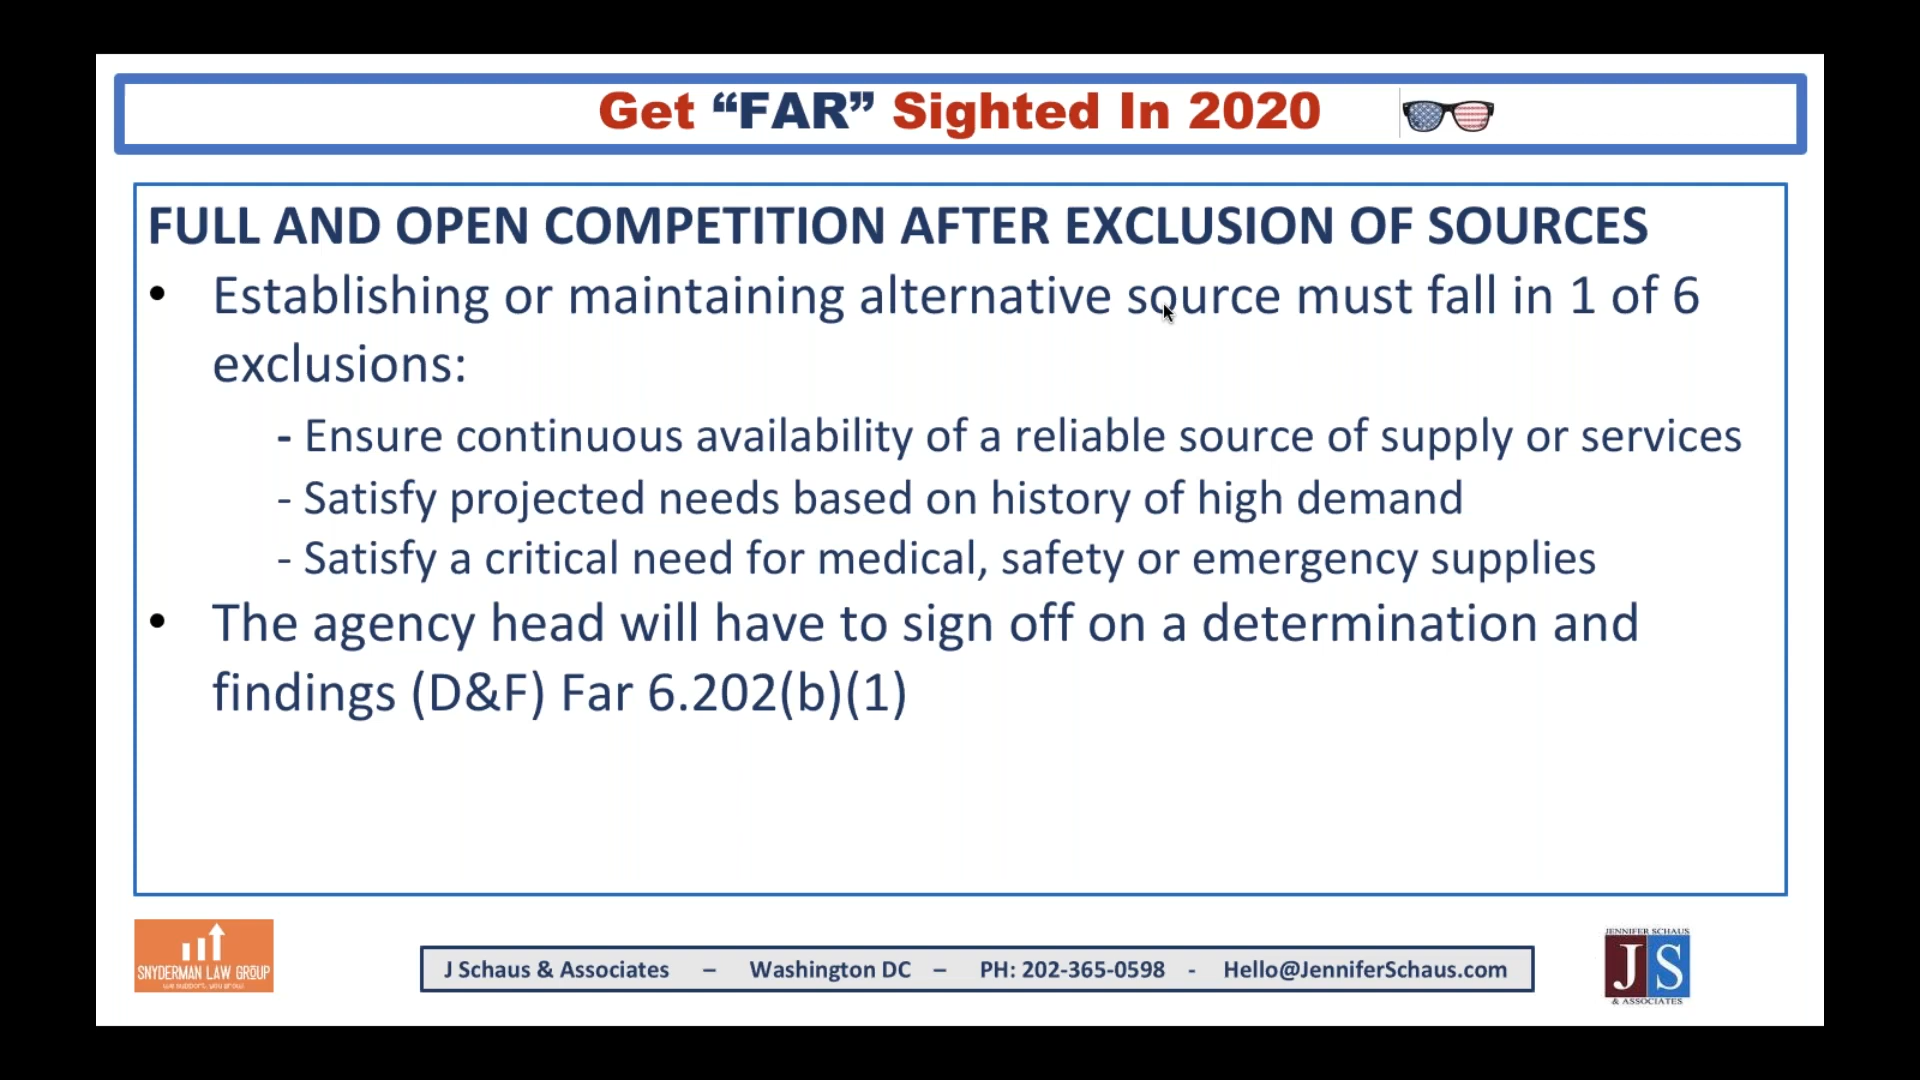 Get “FAR” Sighted In 2020
FULL AND OPEN COMPETITION AFTER EXCLUSION OF SOURCES
• Establishing or maintaining alternative source must fall in 1 of 6
exclusions:
- Ensure continuous availability of a reliable source of supply or services
- Satisfy projected needs based on history of high demand
- Satisfy a critical need for medical, safety or emergency supplies
• The agency head will have to sign off on a determination and
findings (D&F) Far 6.202(b)(1)
SNYDERMAN LAW GROUP
we support, you grow!
J Schaus & Associates – Washington DC – PH: 202-365-0598 - Hello@JenniferSchaus.com
JENNIFER SCHAUS
J S
& ASSOCIATES